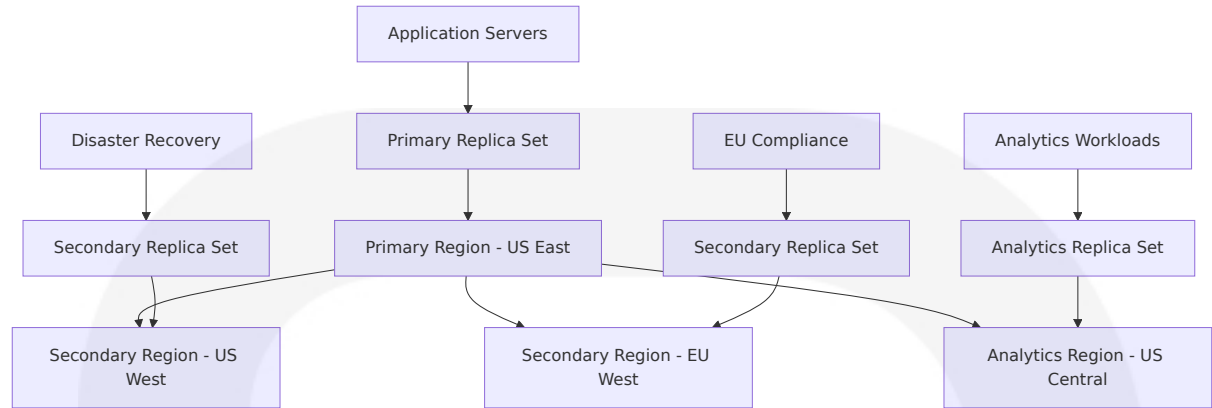 Application Servers
Disaster Recovery
Primary Replica Set
EU Compliance
Analytics Workloads
Secondary Replica Set
Primary Region - US East
Secondary Replica Set
Analytics Replica Set
Secondary Region - US
West
Secondary Region - EU
West
Analytics Region - US
Central